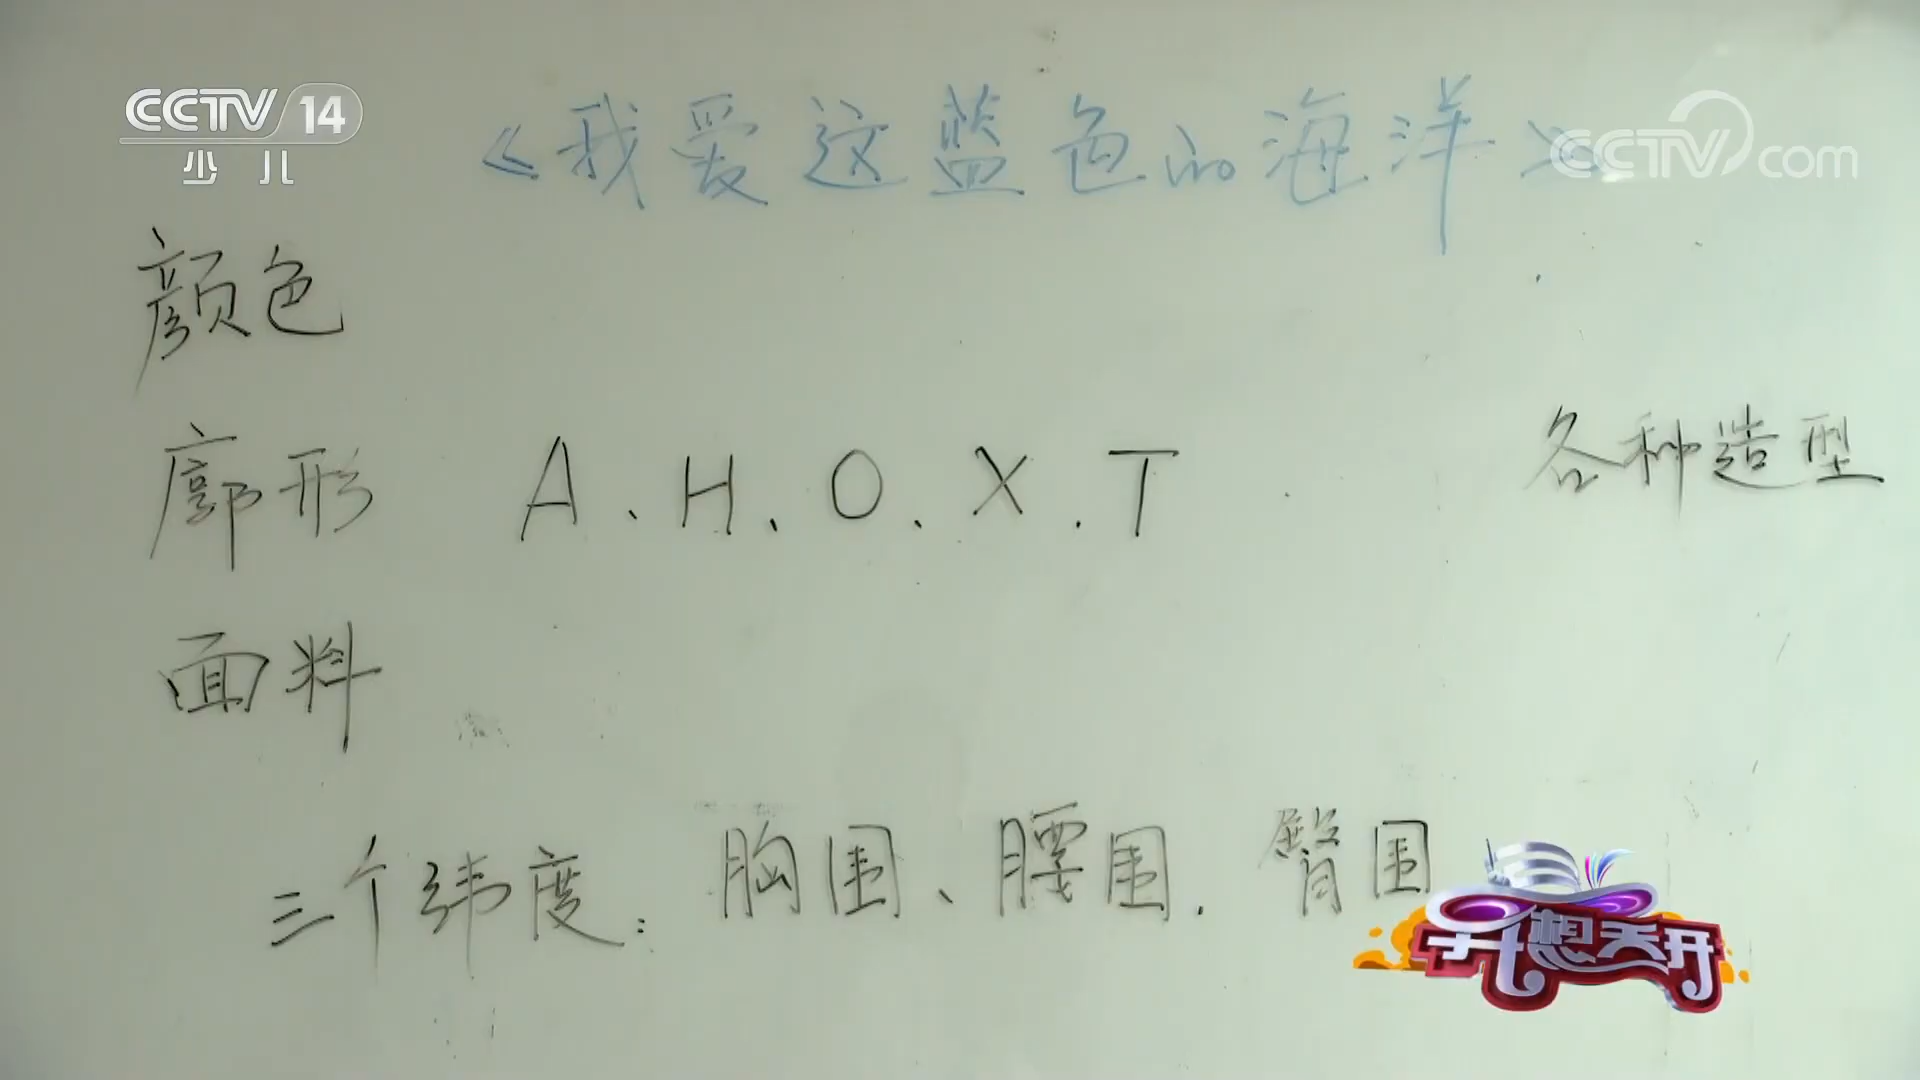 CCTV 14
少儿
CCTV.com
《我爱这蓝色的海洋》
颜色
廓形 A、H、O、X、T 各种造型
面料
三个纬度：胸围、腰围、臀围
异想天开